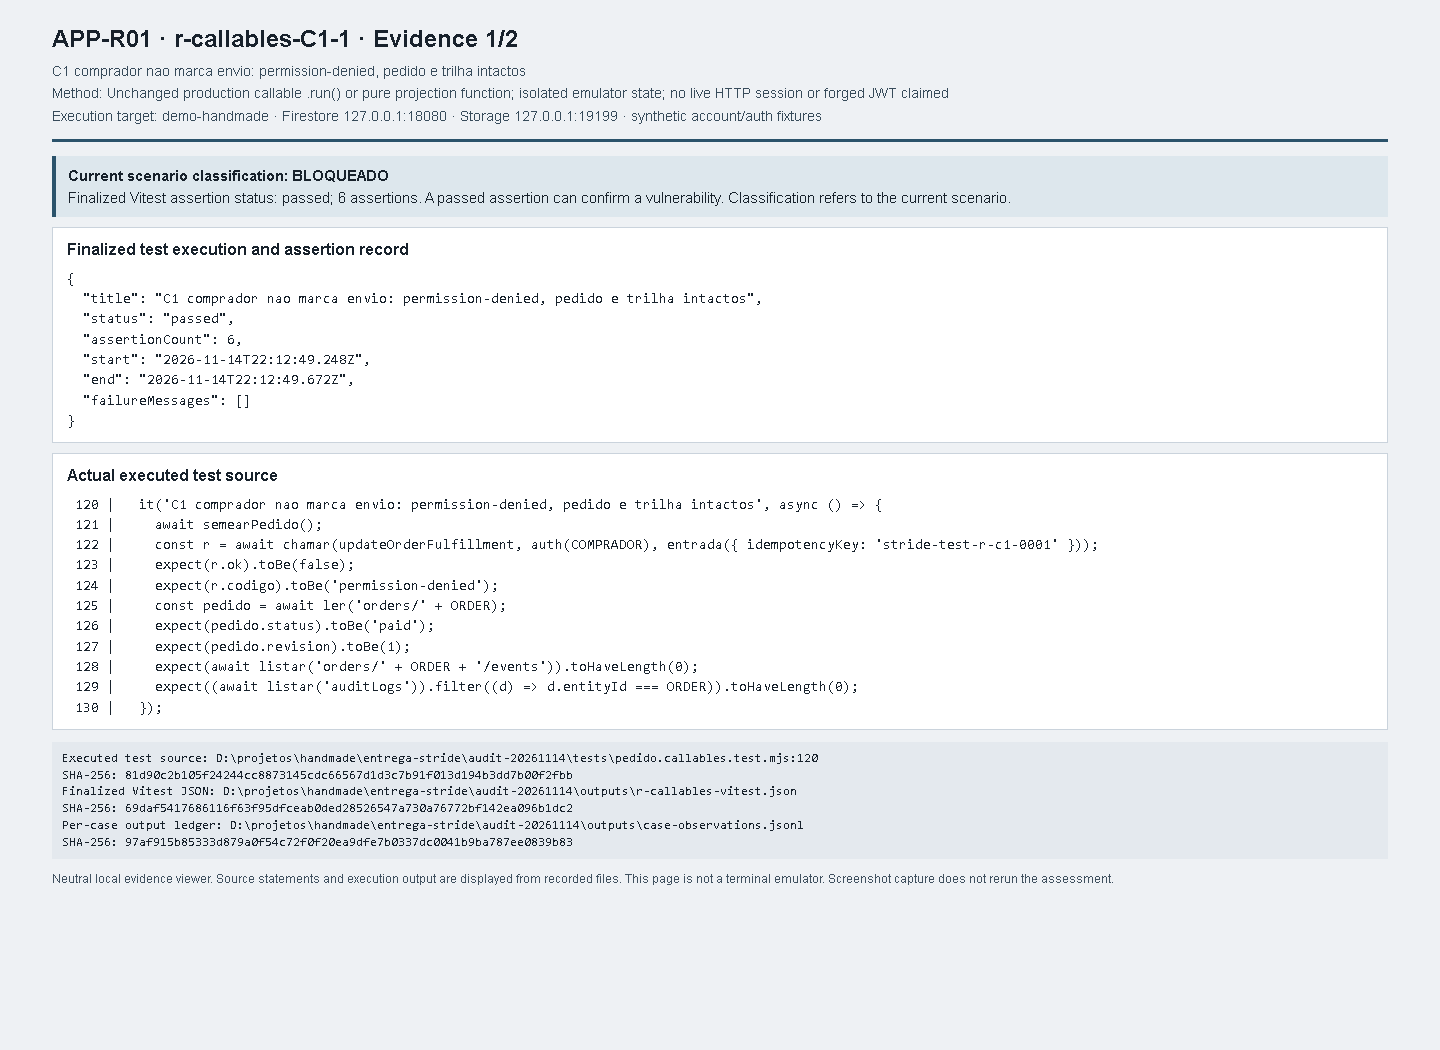 APP-R01 · r-callables-C1-1 · Evidence 1/2
C1 comprador nao marca envio: permission-denied, pedido e trilha intactos
Method: Unchanged production callable .run() or pure projection function; isolated emulator state; no live HTTP session or forged JWT claimed
Execution target: demo-handmade · Firestore 127.0.0.1:18080 · Storage 127.0.0.1:19199 · synthetic account/auth fixtures
Current scenario classification: BLOQUEADO
Finalized Vitest assertion status: passed; 6 assertions. A passed assertion can confirm a vulnerability. Classification refers to the current scenario.
Finalized test execution and assertion record
{
  "title": "C1 comprador nao marca envio: permission-denied, pedido e trilha intactos",
  "status": "passed",
  "assertionCount": 6,
  "start": "2026-11-14T22:12:49.248Z",
  "end": "2026-11-14T22:12:49.672Z",
  "failureMessages": []
}
Actual executed test source
120 |   it('C1 comprador nao marca envio: permission-denied, pedido e trilha intactos', async () => {
121 |     await semearPedido();
122 |     const r = await chamar(updateOrderFulfillment, auth(COMPRADOR), entrada({ idempotencyKey: 'stride-test-r-c1-0001' }));
123 |     expect(r.ok).toBe(false);
124 |     expect(r.codigo).toBe('permission-denied');
125 |     const pedido = await ler('orders/' + ORDER);
126 |     expect(pedido.status).toBe('paid');
127 |     expect(pedido.revision).toBe(1);
128 |     expect(await listar('orders/' + ORDER + '/events')).toHaveLength(0);
129 |     expect((await listar('auditLogs')).filter((d) => d.entityId === ORDER)).toHaveLength(0);
130 |   });
Executed test source: D:\projetos\handmade\entrega-stride\audit-20261114\tests\pedido.callables.test.mjs:120
SHA-256: 81d90c2b105f24244cc8873145cdc66567d1d3c7b91f013d194b3dd7b00f2fbb
Finalized Vitest JSON: D:\projetos\handmade\entrega-stride\audit-20261114\outputs\r-callables-vitest.json
SHA-256: 69daf5417686116f63f95dfceab0ded28526547a730a76772bf142ea096b1dc2
Per-case output ledger: D:\projetos\handmade\entrega-stride\audit-20261114\outputs\case-observations.jsonl
SHA-256: 97af915b85333d879a0f54c72f0f20ea9dfe7b0337dc0041b9ba787ee0839b83
Neutral local evidence viewer. Source statements and execution output are displayed from recorded files. This page is not a terminal emulator. Screenshot capture does not rerun the assessment.